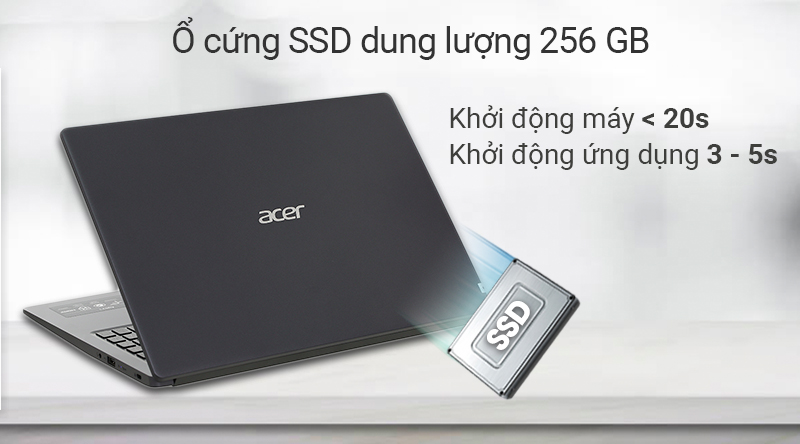 Ổ cứng SSD dung lượng 256 GB
Khởi động máy < 20s
Khởi động ứng dụng 3 - 5s
acer
SSD